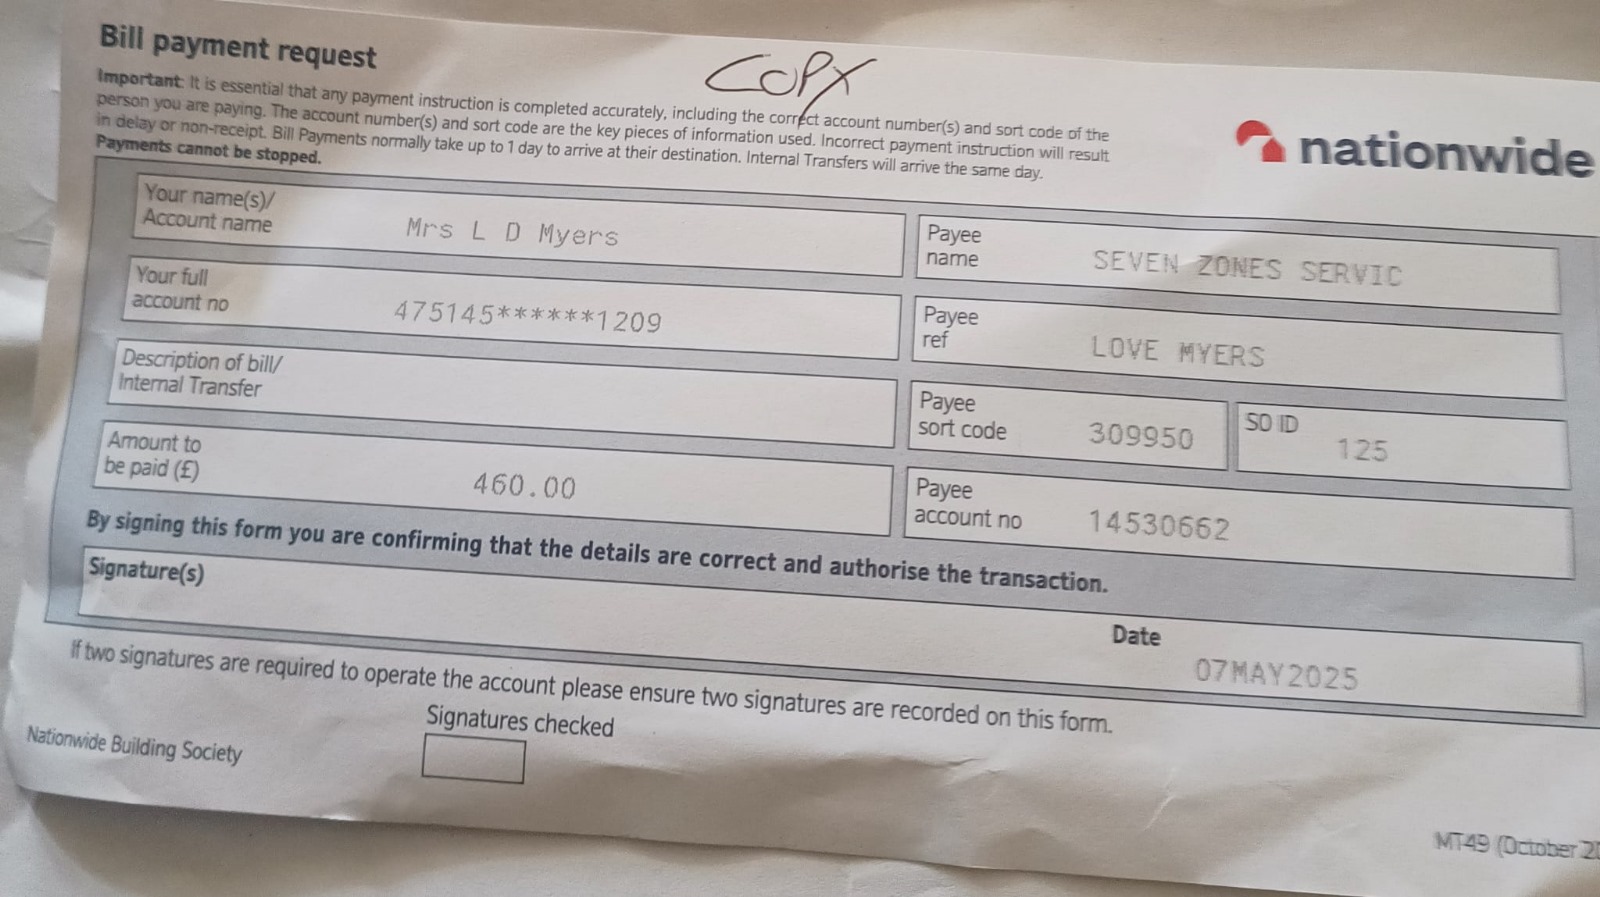 Bill payment request
COPY
Important: It is essential that any payment instruction is completed accurately, including the correct account number(s) and sort code of the
person you are paying. The account number(s) and sort code are the key pieces of information used. Incorrect payment instruction will result
in delay or non-receipt. Bill Payments normally take up to 1 day to arrive at their destination. Internal Transfers will arrive the same day.
Payments cannot be stopped.
nationwide
Your name(s)/
Account name
Mrs L D Myers
Payee
name
SEVEN ZONES SERVIC
Your full
account no
475145******1209
Payee
ref
LOVE MYERS
Description of bill/
Internal Transfer
Payee
sort code
309950
SO ID
125
Amount to
be paid (£)
460.00
Payee
account no
14530662
By signing this form you are confirming that the details are correct and authorise the transaction.
Signature(s)
Date
07MAY2025
If two signatures are required to operate the account please ensure two signatures are recorded on this form.
Signatures checked
Nationwide Building Society
MT49 (October